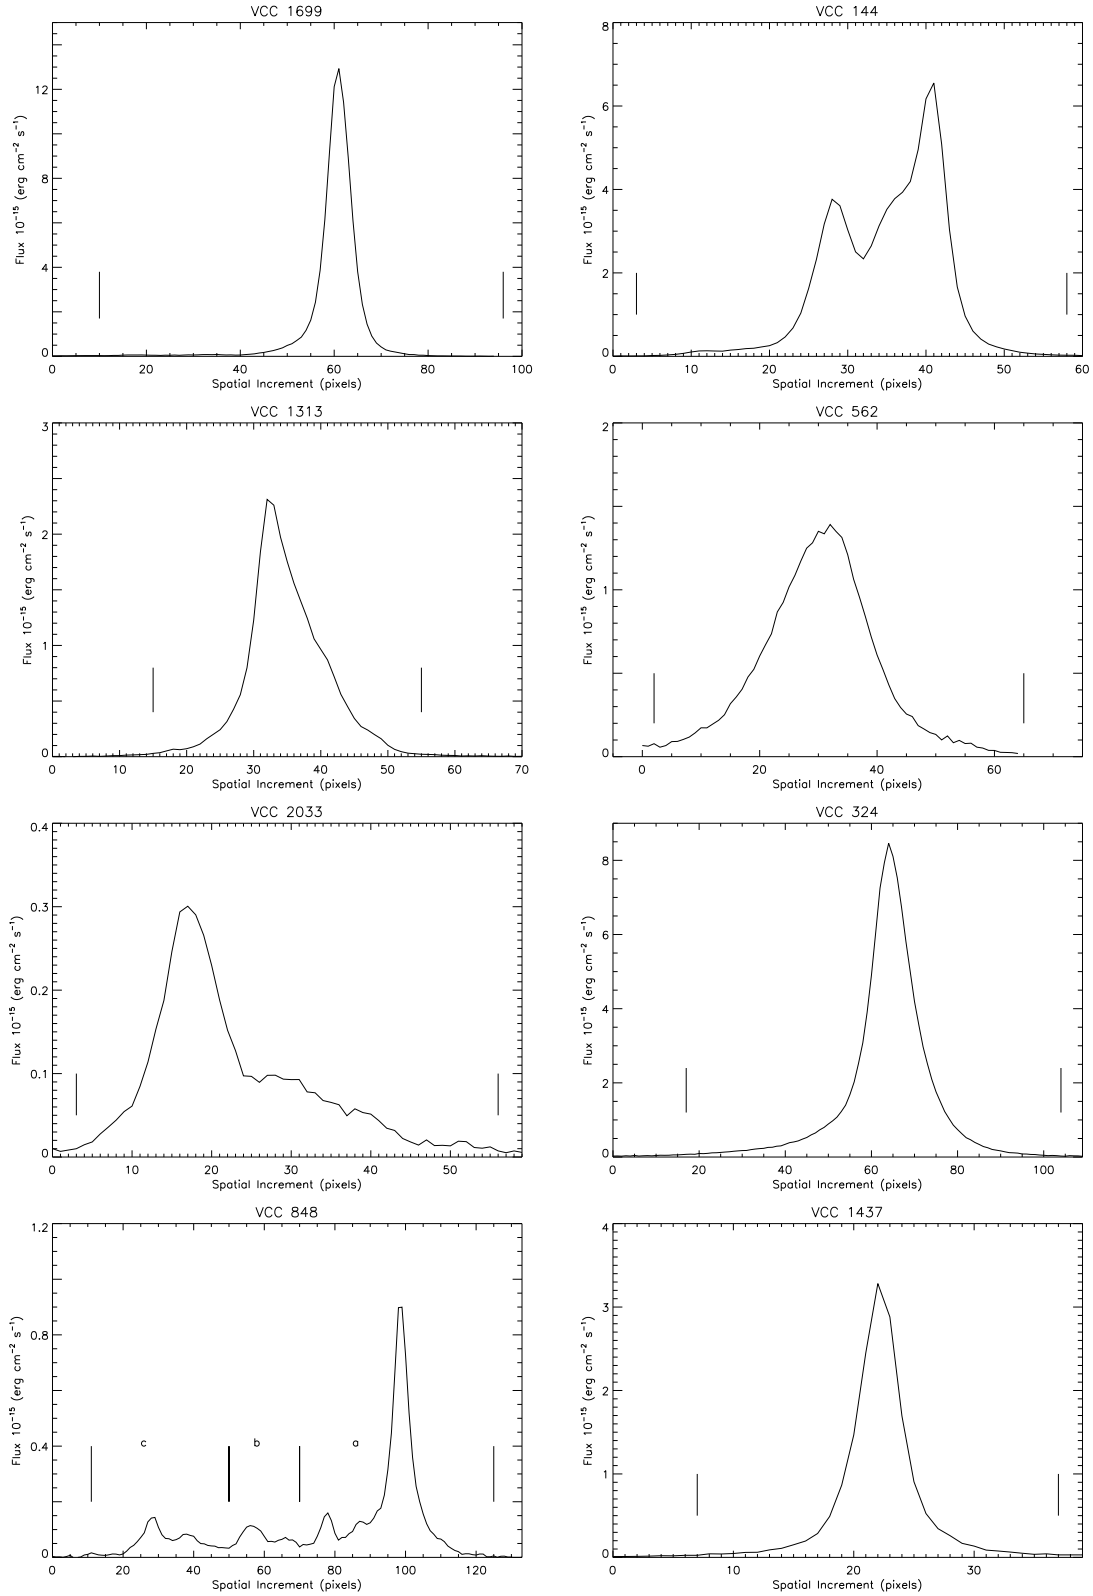 VCC 1699
VCC 144
Flux 10⁻¹⁵ (erg cm⁻² s⁻¹)
12
8
4
0
0 20 40 60 80 100
Spatial Increment (pixels)
Flux 10⁻¹⁵ (erg cm⁻² s⁻¹)
8
6
4
2
0
0 10 20 30 40 50 60
Spatial Increment (pixels)
VCC 1313
VCC 562
Flux 10⁻¹⁵ (erg cm⁻² s⁻¹)
3
2
1
0
0 10 20 30 40 50 60 70
Spatial Increment (pixels)
Flux 10⁻¹⁵ (erg cm⁻² s⁻¹)
2
1
0
0 20 40 60
Spatial Increment (pixels)
VCC 2033
VCC 324
Flux 10⁻¹⁵ (erg cm⁻² s⁻¹)
0.4
0.3
0.2
0.1
0
0 10 20 30 40 50
Spatial Increment (pixels)
Flux 10⁻¹⁵ (erg cm⁻² s⁻¹)
8
6
4
2
0
0 20 40 60 80 100
Spatial Increment (pixels)
VCC 848
VCC 1437
Flux 10⁻¹⁵ (erg cm⁻² s⁻¹)
1.2
0.8
0.4
0
c b a
0 20 40 60 80 100 120
Spatial Increment (pixels)
Flux 10⁻¹⁵ (erg cm⁻² s⁻¹)
4
3
2
1
0
0 10 20 30
Spatial Increment (pixels)